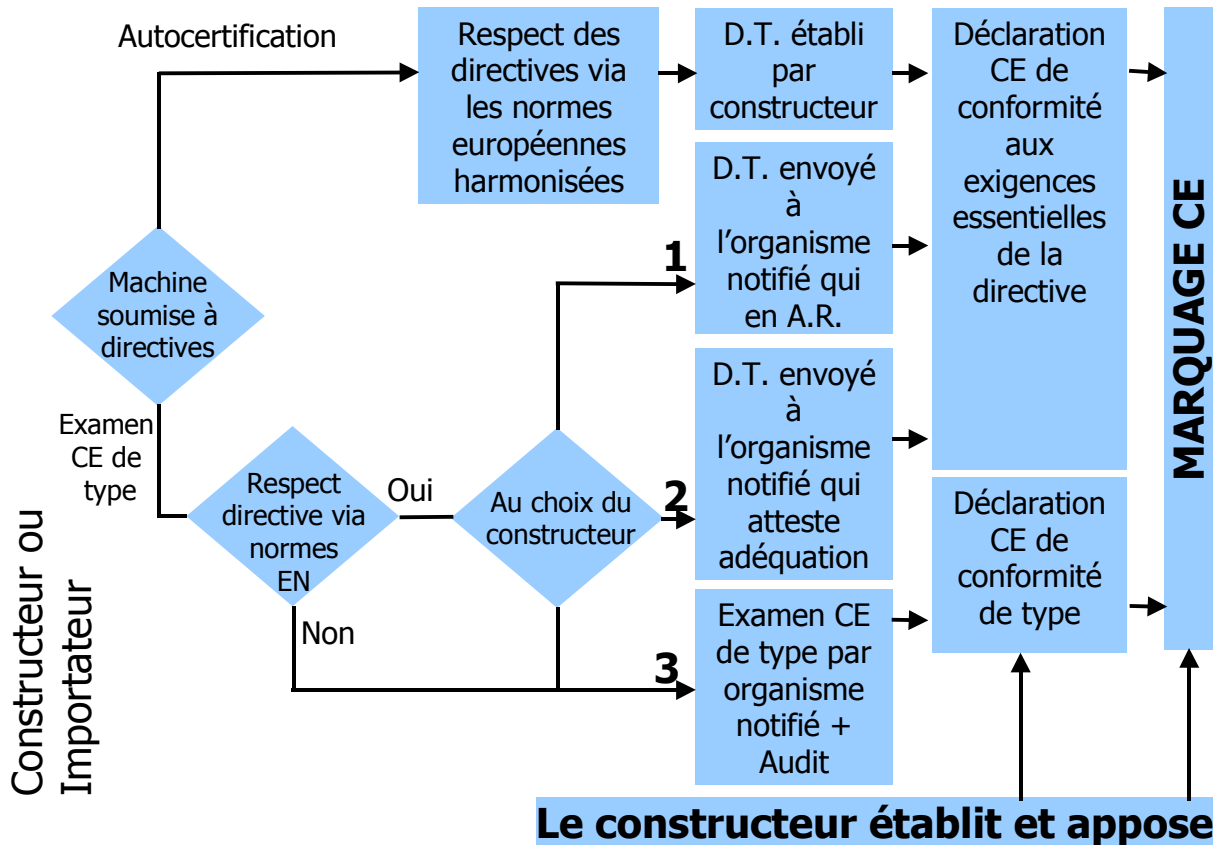 Autocertification
Respect des
directives via
les normes
européennes
harmonisées
D.T. établi
par
constructeur
Déclaration
CE de
conformité
aux
exigences
essentielles
de la
directive
MARQUAGE CE
D.T. envoyé
à
l’organisme
notifié qui
en A.R.
1
Machine
soumise à
directives
Examen
CE de
type
Respect
directive via
normes
EN
Oui
Non
Au choix du
constructeur
2
D.T. envoyé
à
l’organisme
notifié qui
atteste
adéquation
3
Examen CE
de type par
organisme
notifié +
Audit
Déclaration
CE de
conformité
de type
Constructeur ou
Importateur
Le constructeur établit et appose